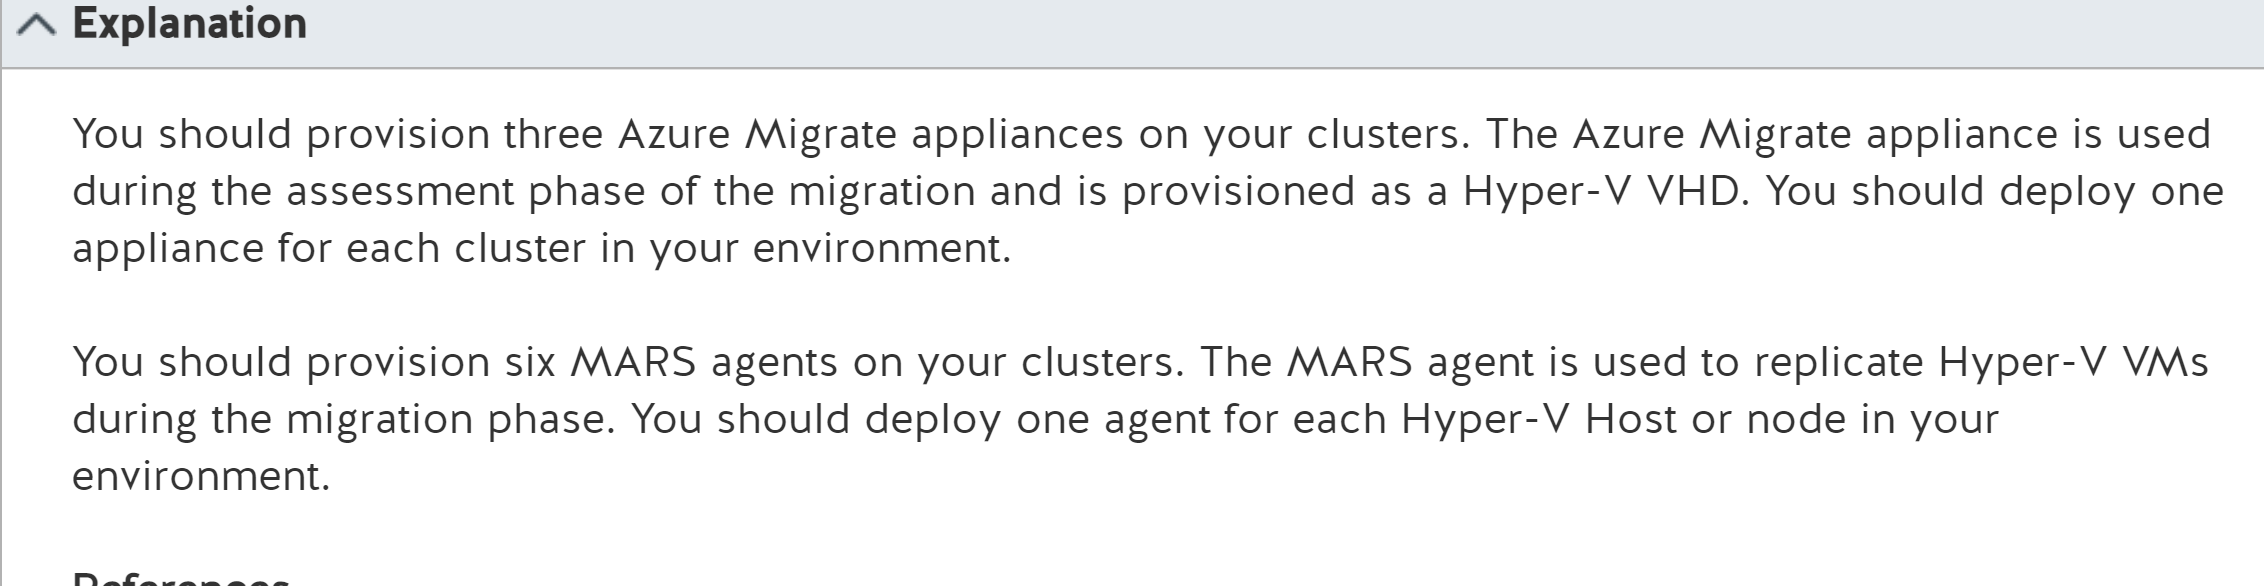 Explanation
You should provision three Azure Migrate appliances on your clusters. The Azure Migrate appliance is used
during the assessment phase of the migration and is provisioned as a Hyper-V VHD. You should deploy one
appliance for each cluster in your environment.
You should provision six MARS agents on your clusters. The MARS agent is used to replicate Hyper-V VMs
during the migration phase. You should deploy one agent for each Hyper-V Host or node in your
environment.
References